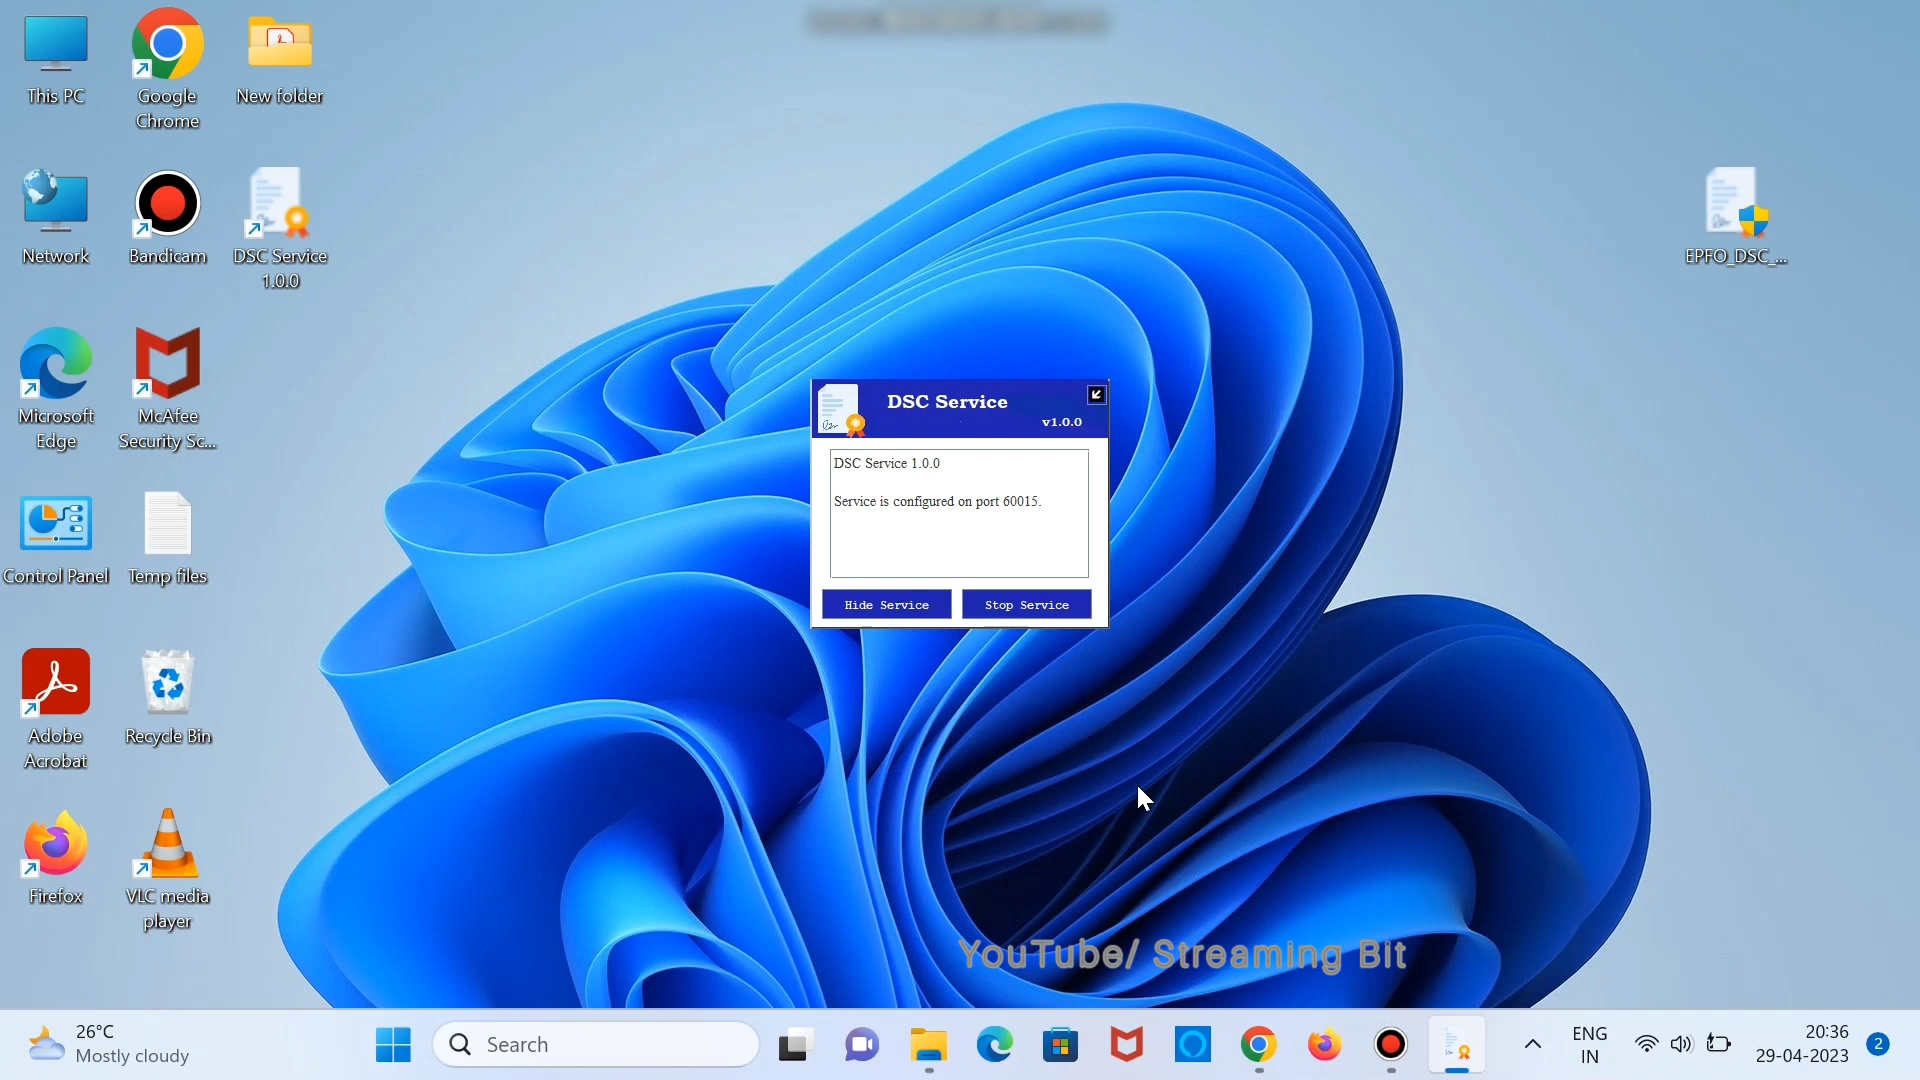 This PC
Google
Chrome
New folder
Network
Bandicam
DSC Service
1.0.0
EPFO_DSC_...
Microsoft
Edge
McAfee
Security Sc...
DSC Service
v1.0.0
DSC Service 1.0.0
Service is configured on port 60015.
Hide Service
Stop Service
Control Panel
Temp files
Adobe
Acrobat
Recycle Bin
Firefox
VLC media
player
YouTube/ Streaming Bit
26°C
Mostly cloudy
Search
ENG
IN
20:36
29-04-2023
2